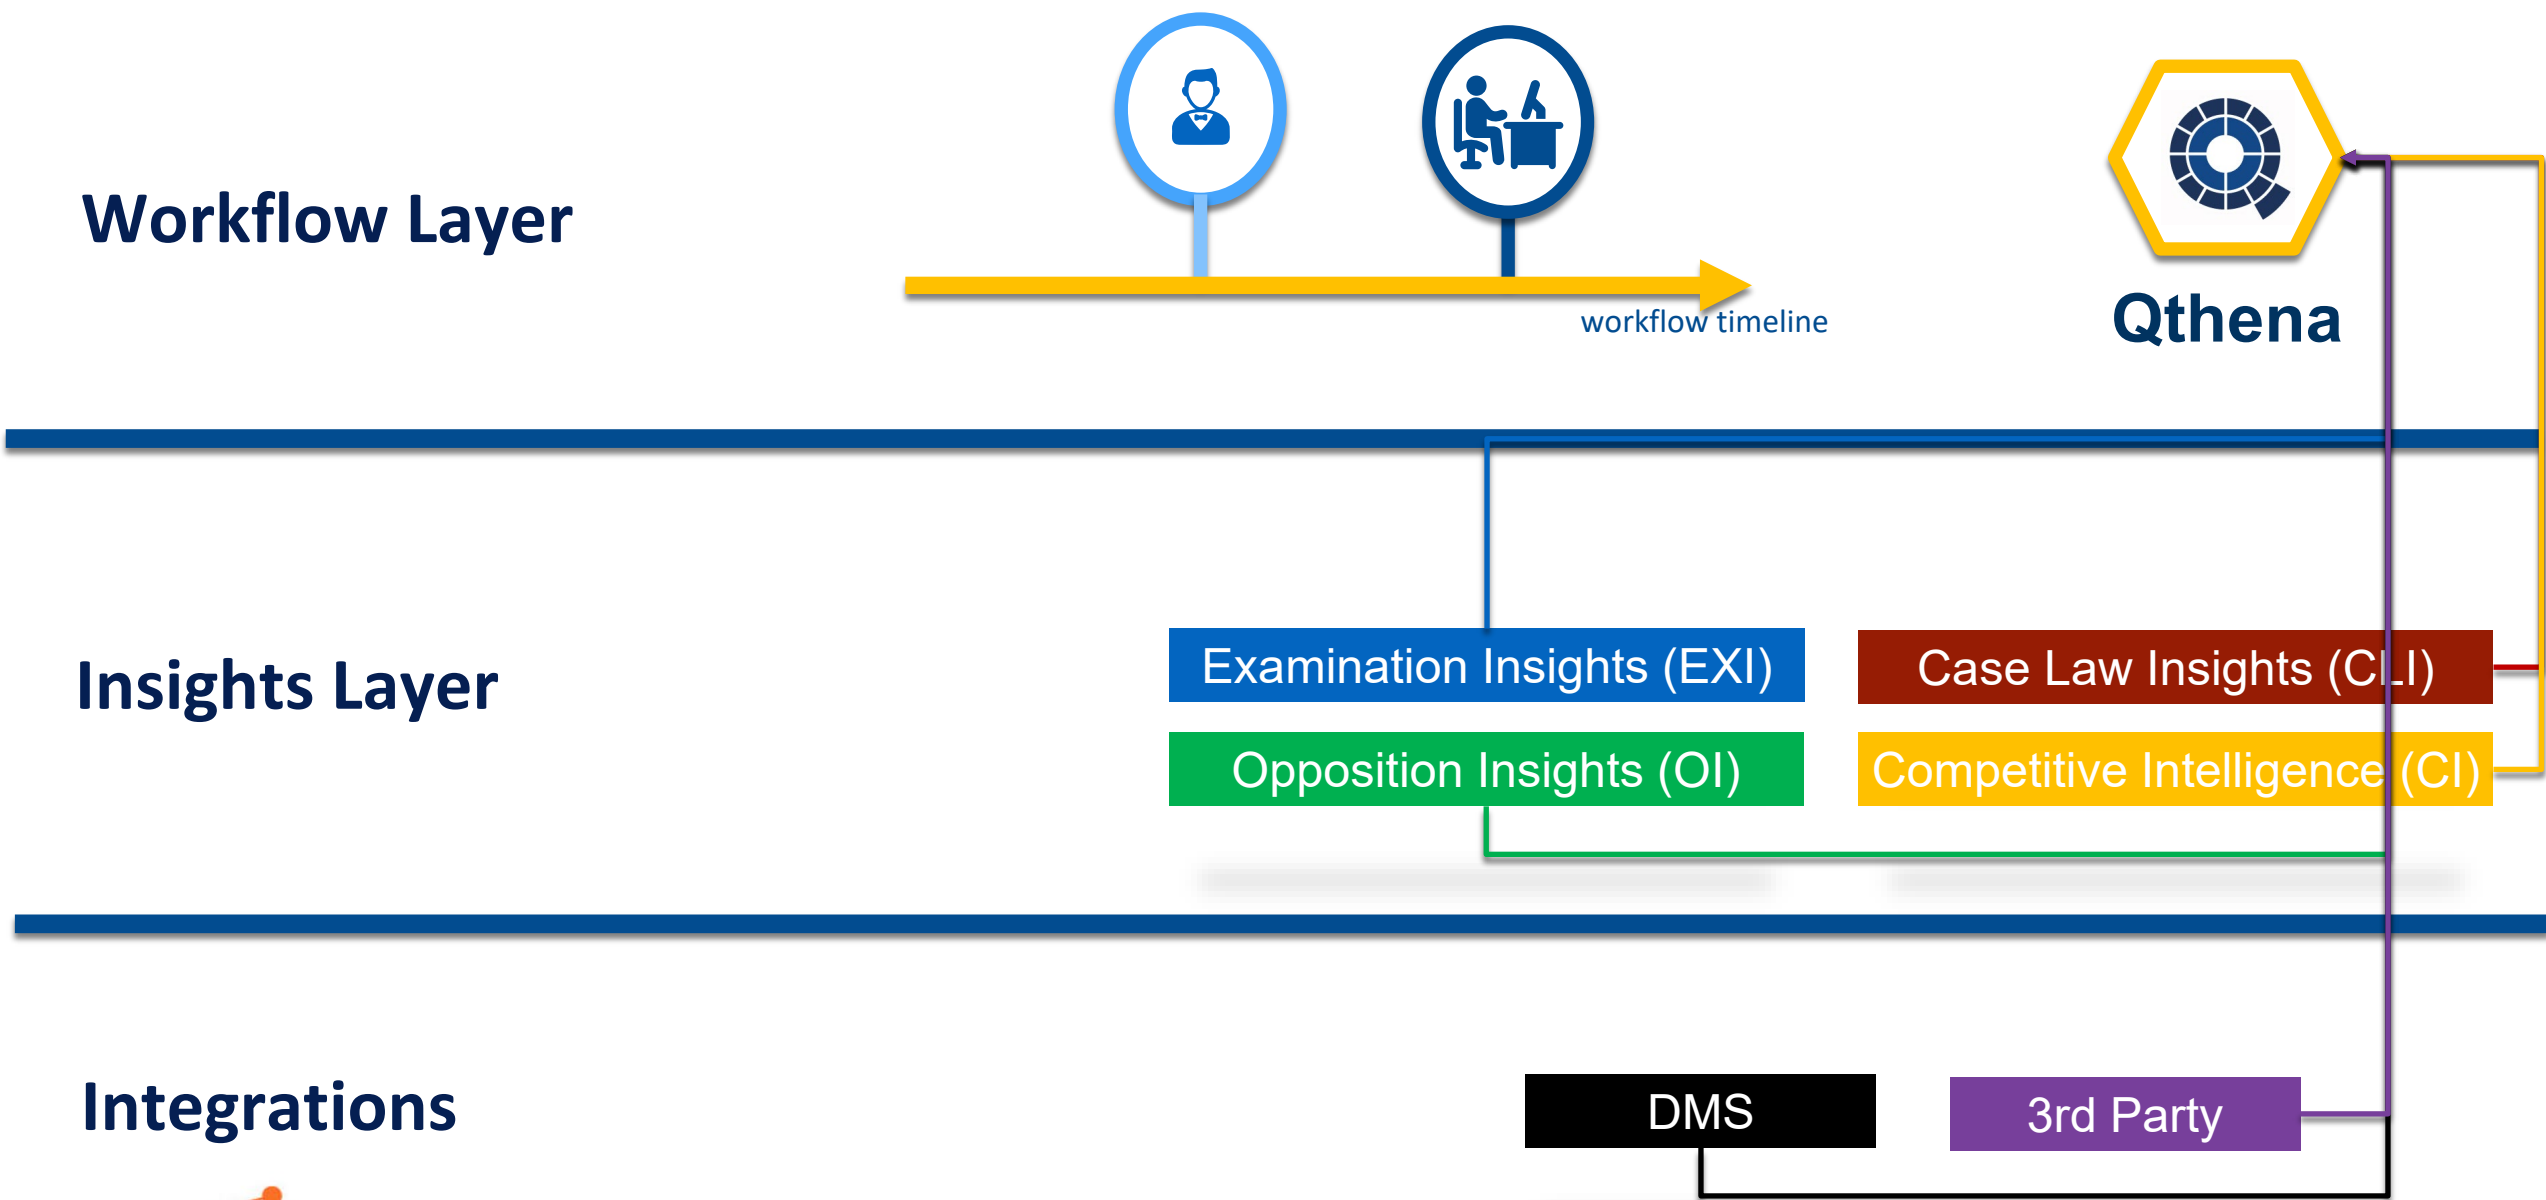 Workflow Layer
workflow timeline
Qthena
Insights Layer
Examination Insights (EXI)
Case Law Insights (CLI)
Opposition Insights (OI)
Competitive Intelligence (CI)
Integrations
DMS
3rd Party